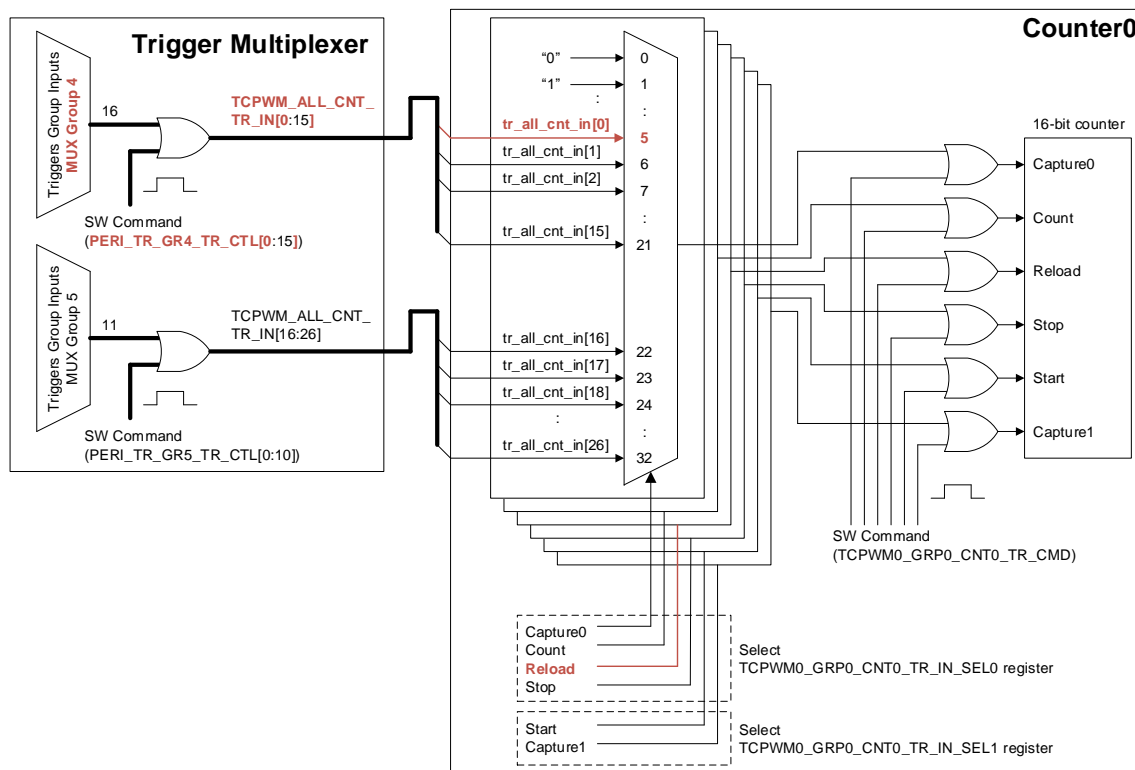 Trigger Multiplexer
Counter0
Triggers Group Inputs
MUX Group 4
16
TCPWM_ALL_CNT_
TR_IN[0:15]
SW Command
(PERI_TR_GR4_TR_CTL[0:15])
Triggers Group Inputs
MUX Group 5
11
TCPWM_ALL_CNT_
TR_IN[16:26]
SW Command
(PERI_TR_GR5_TR_CTL[0:10])
“0” 0
“1” 1
: :
tr_all_cnt_in[0] 5
tr_all_cnt_in[1] 6
tr_all_cnt_in[2] 7
:
tr_all_cnt_in[15] 21
tr_all_cnt_in[16] 22
tr_all_cnt_in[17] 23
tr_all_cnt_in[18] 24
: :
tr_all_cnt_in[26] 32
16-bit counter
Capture0
Count
Reload
Stop
Start
Capture1
SW Command
(TCPWM0_GRP0_CNT0_TR_CMD)
Capture0
Count
Reload
Stop
Select
TCPWM0_GRP0_CNT0_TR_IN_SEL0 register
Start
Capture1
Select
TCPWM0_GRP0_CNT0_TR_IN_SEL1 register